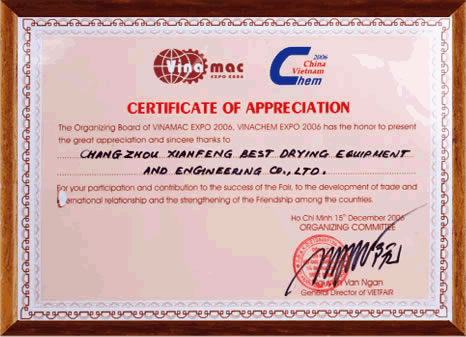 Vinamac
EXPO 2006
2006
China
Vietnam
Chem
CERTIFICATE OF APPRECIATION
The Organizing Board of VINAMAC EXPO 2006, VINACHEM EXPO 2006 has the honor to present
the great appreciation and sincere thanks to
CHANGZHOU XIANFENG BEST DRYING EQUIPMENT
AND ENGINEERING CO., LTD.
For your participation and contribution to the success of the Fair, to the development of trade and
ernational relationship and the strengthening of the Friendship among the countries.
Ho Chi Minh 15th December 2006
ORGANIZING COMMITTEE
Van Ngan
General Director of VIETFAIR